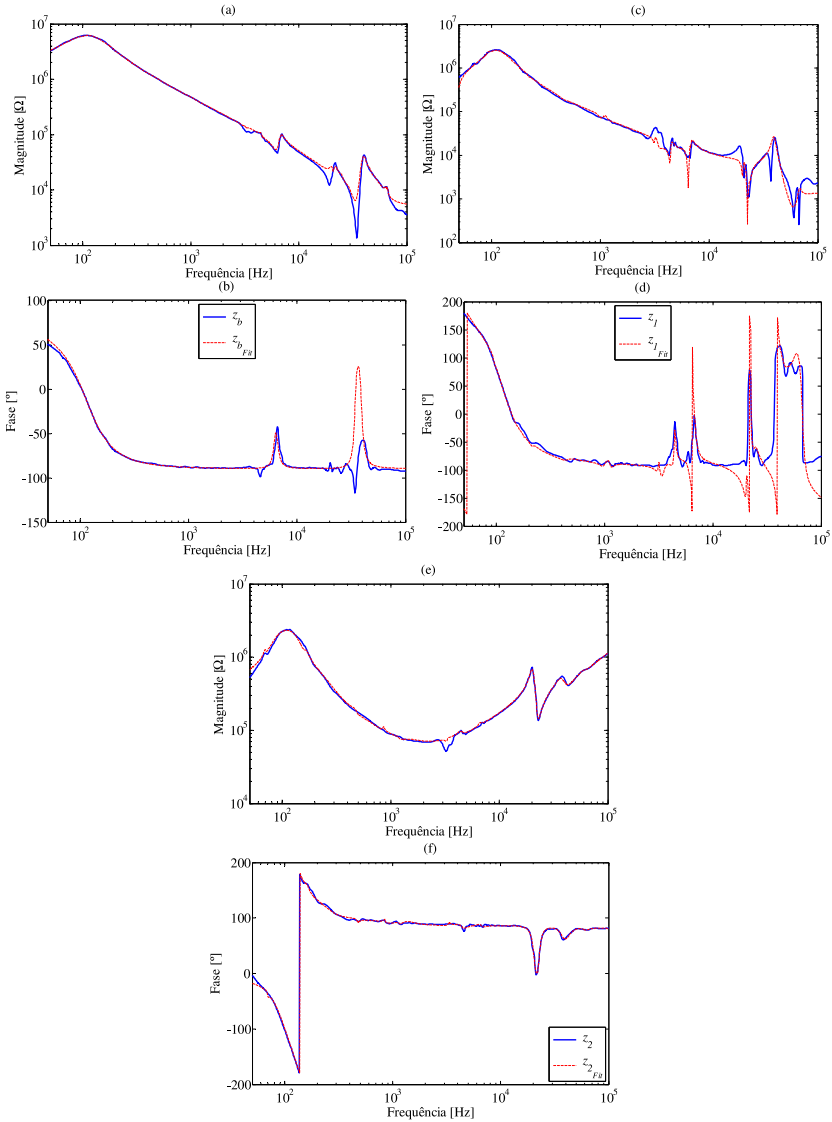 (a)
10^7
10^6
10^5
10^4
10^3
Magnitude [Ω]
10^2
10^3
10^4
10^5
Frequência [Hz]
(c)
10^7
10^6
10^5
10^4
10^3
10^2
Magnitude [Ω]
10^2
10^3
10^4
10^5
Frequência [Hz]
(b)
100
50
0
-50
-100
-150
Fase [º]
z_b
z_b_Fit
10^2
10^3
10^4
10^5
Frequência [Hz]
(d)
200
150
100
50
0
-50
-100
-150
-200
Fase [º]
z_1
z_1_Fit
10^2
10^3
10^4
10^5
Frequência [Hz]
(e)
10^7
10^6
10^5
10^4
Magnitude [Ω]
10^2
10^3
10^4
10^5
Frequência [Hz]
(f)
200
100
0
-100
-200
Fase [º]
z_2
z_2_Fit
10^2
10^3
10^4
10^5
Frequência [Hz]